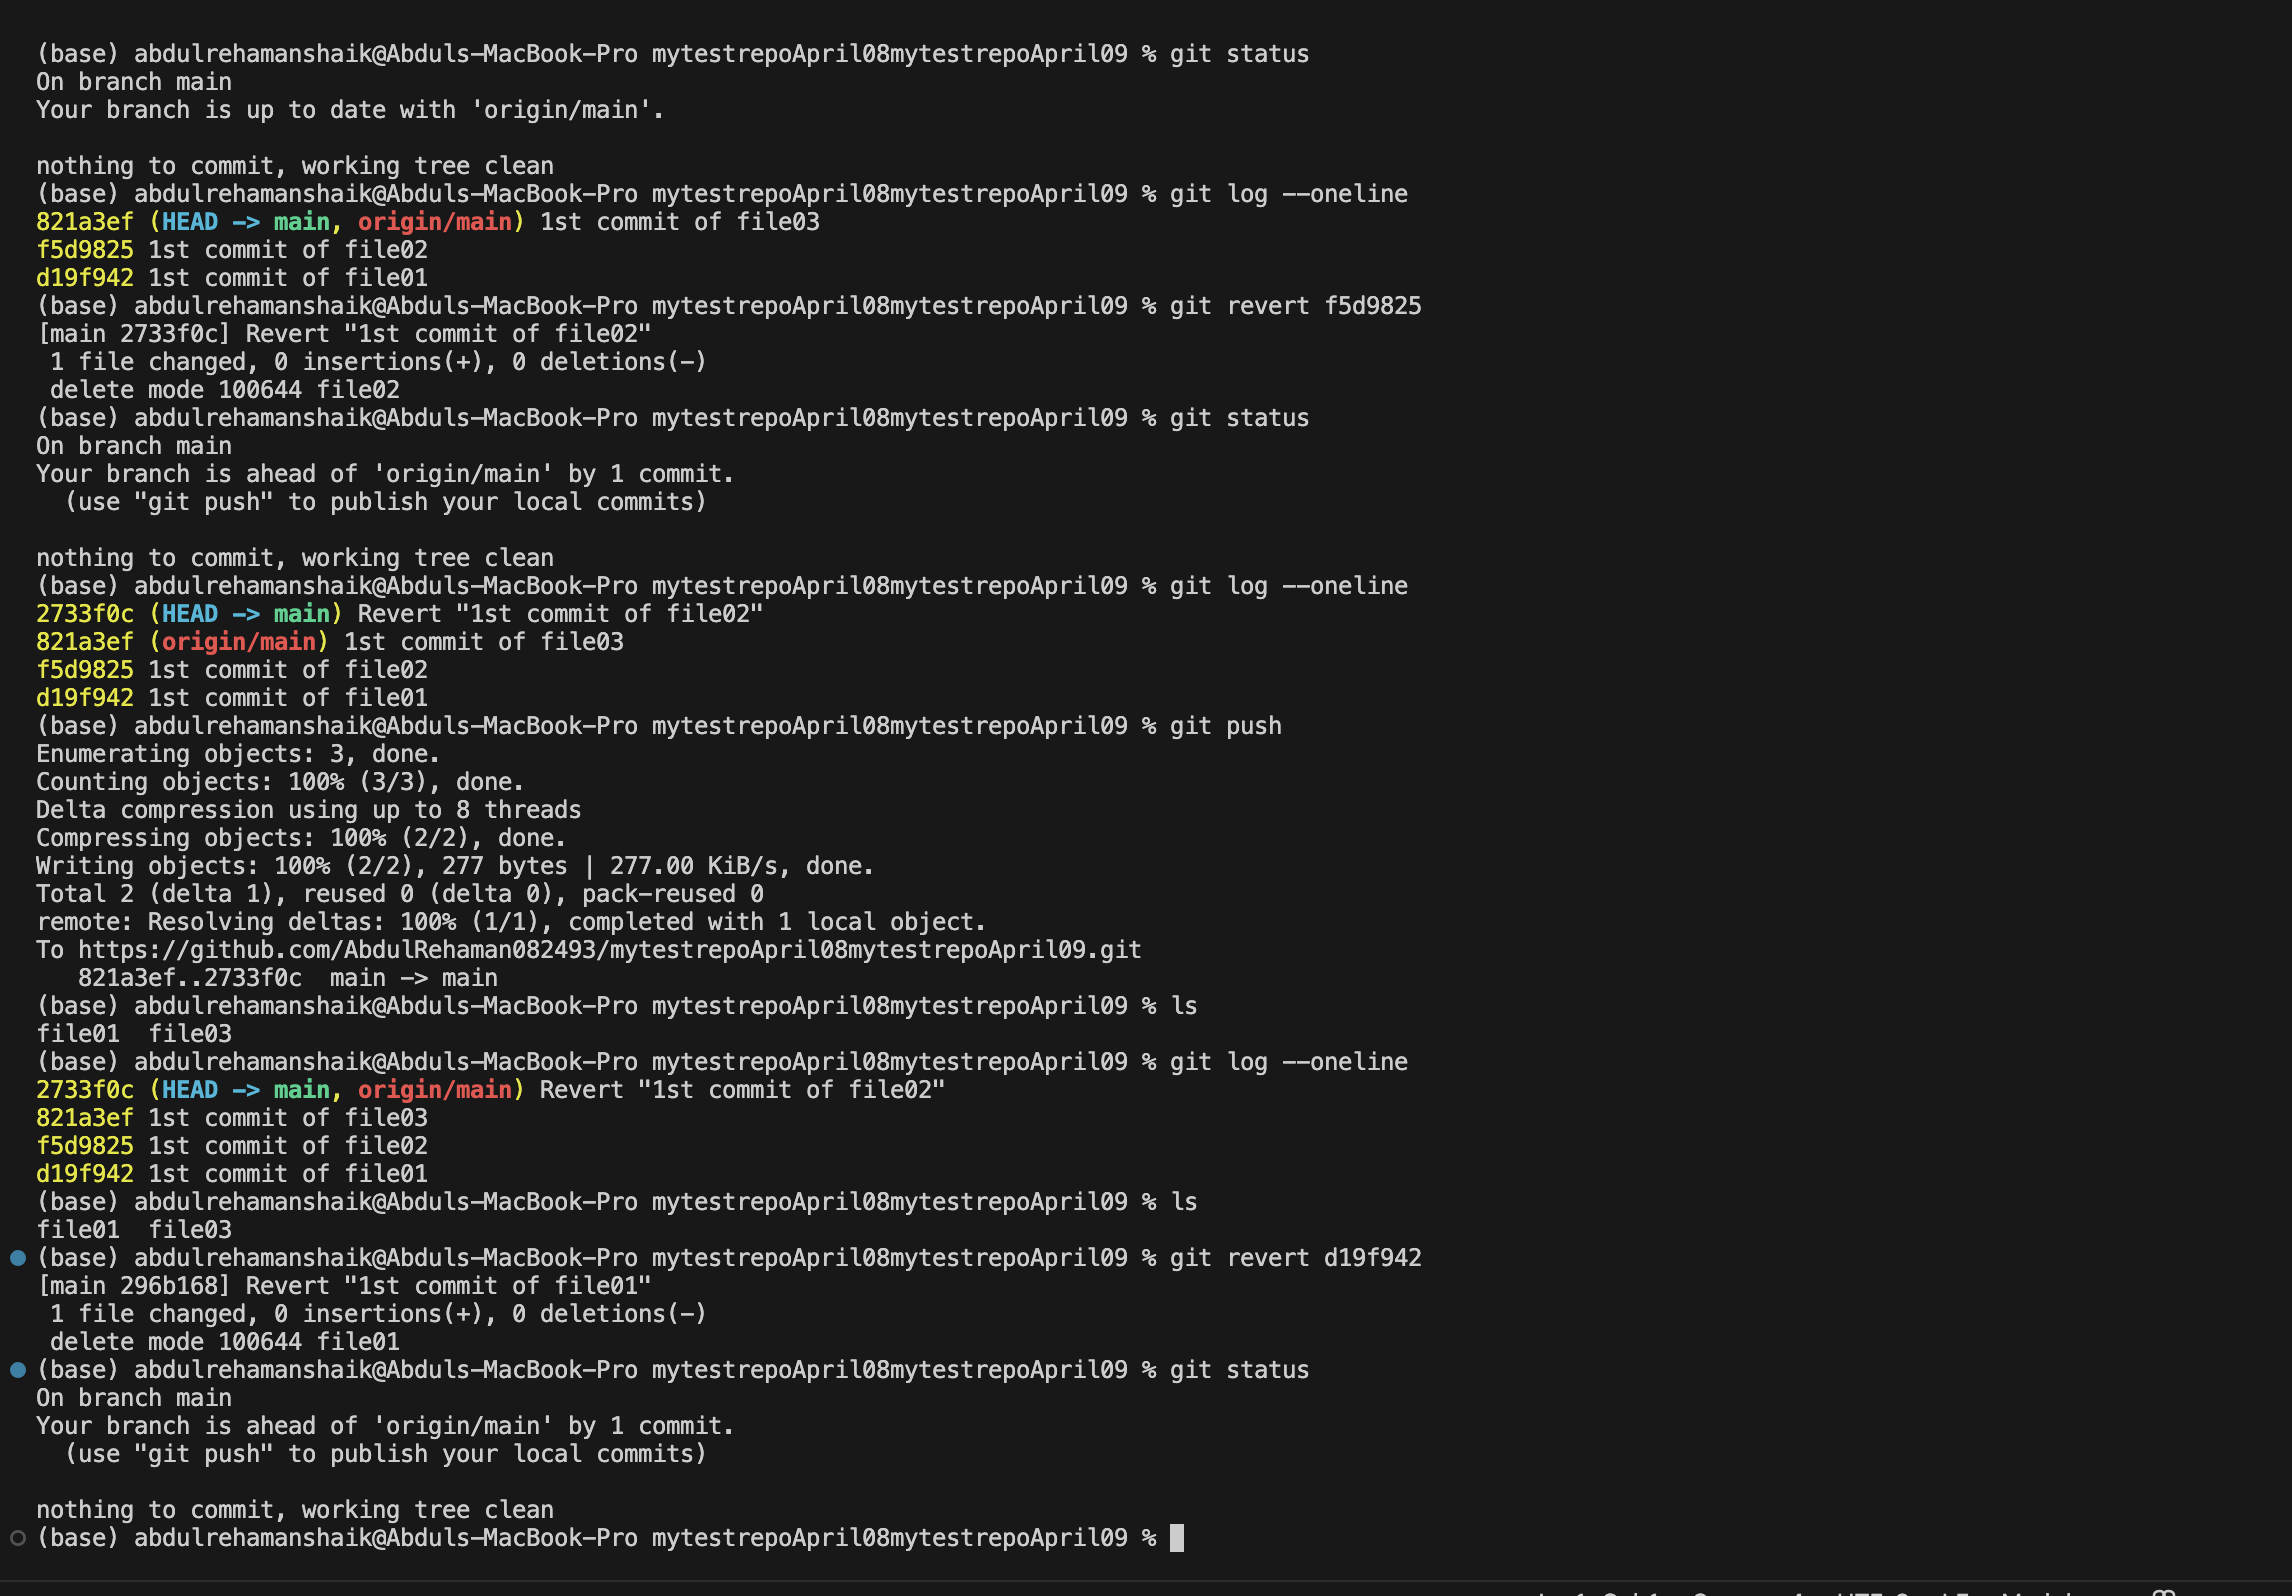 (base) abdulrehamanshaik@Abduls-MacBook-Pro mytestrepoApril08mytestrepoApril09 % git status
On branch main
Your branch is up to date with 'origin/main'.
nothing to commit, working tree clean
(base) abdulrehamanshaik@Abduls-MacBook-Pro mytestrepoApril08mytestrepoApril09 % git log --oneline
821a3ef (HEAD -> main, origin/main) 1st commit of file03
f5d9825 1st commit of file02
d19f942 1st commit of file01
(base) abdulrehamanshaik@Abduls-MacBook-Pro mytestrepoApril08mytestrepoApril09 % git revert f5d9825
[main 2733f0c] Revert "1st commit of file02"
 1 file changed, 0 insertions(+), 0 deletions(-)
 delete mode 100644 file02
(base) abdulrehamanshaik@Abduls-MacBook-Pro mytestrepoApril08mytestrepoApril09 % git status
On branch main
Your branch is ahead of 'origin/main' by 1 commit.
  (use "git push" to publish your local commits)
nothing to commit, working tree clean
(base) abdulrehamanshaik@Abduls-MacBook-Pro mytestrepoApril08mytestrepoApril09 % git log --oneline
2733f0c (HEAD -> main) Revert "1st commit of file02"
821a3ef (origin/main) 1st commit of file03
f5d9825 1st commit of file02
d19f942 1st commit of file01
(base) abdulrehamanshaik@Abduls-MacBook-Pro mytestrepoApril08mytestrepoApril09 % git push
Enumerating objects: 3, done.
Counting objects: 100% (3/3), done.
Delta compression using up to 8 threads
Compressing objects: 100% (2/2), done.
Writing objects: 100% (2/2), 277 bytes | 277.00 KiB/s, done.
Total 2 (delta 1), reused 0 (delta 0), pack-reused 0
remote: Resolving deltas: 100% (1/1), completed with 1 local object.
To https://github.com/AbdulRehaman082493/mytestrepoApril08mytestrepoApril09.git
   821a3ef..2733f0c  main -> main
(base) abdulrehamanshaik@Abduls-MacBook-Pro mytestrepoApril08mytestrepoApril09 % ls
file01  file03
(base) abdulrehamanshaik@Abduls-MacBook-Pro mytestrepoApril08mytestrepoApril09 % git log --oneline
2733f0c (HEAD -> main, origin/main) Revert "1st commit of file02"
821a3ef 1st commit of file03
f5d9825 1st commit of file02
d19f942 1st commit of file01
(base) abdulrehamanshaik@Abduls-MacBook-Pro mytestrepoApril08mytestrepoApril09 % ls
file01  file03
(base) abdulrehamanshaik@Abduls-MacBook-Pro mytestrepoApril08mytestrepoApril09 % git revert d19f942
[main 296b168] Revert "1st commit of file01"
 1 file changed, 0 insertions(+), 0 deletions(-)
 delete mode 100644 file01
(base) abdulrehamanshaik@Abduls-MacBook-Pro mytestrepoApril08mytestrepoApril09 % git status
On branch main
Your branch is ahead of 'origin/main' by 1 commit.
  (use "git push" to publish your local commits)
nothing to commit, working tree clean
(base) abdulrehamanshaik@Abduls-MacBook-Pro mytestrepoApril08mytestrepoApril09 %